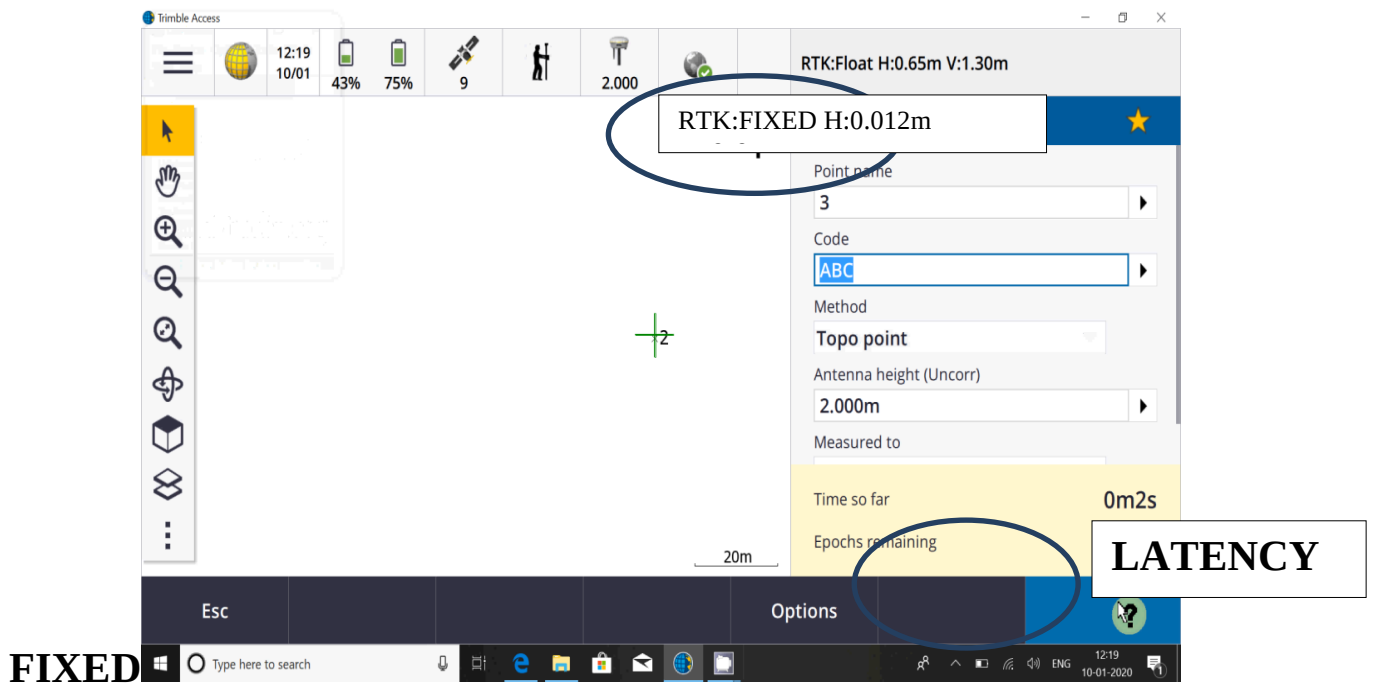 Trimble Access
12:19
10/01
43%
75%
9
2.000
RTK:Float H:0.65m V:1.30m
RTK:FIXED H:0.012m
Point name
3
Code
ABC
Method
Topo point
2
Antenna height (Uncorr)
2.000m
Measured to
Time so far 0m2s
Epochs remaining
20m
LATENCY
Esc
Options
FIXED
Type here to search
ENG
12:19
10-01-2020
1